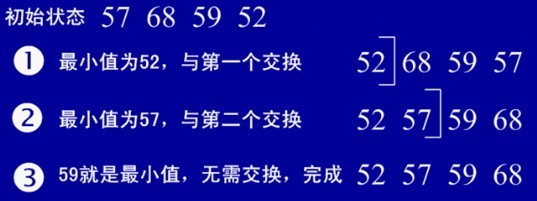 初始状态 57 68 59 52
① 最小值为52，与第一个交换 52 68 59 57
② 最小值为57，与第二个交换 52 57 59 68
③ 59就是最小值，无需交换，完成 52 57 59 68